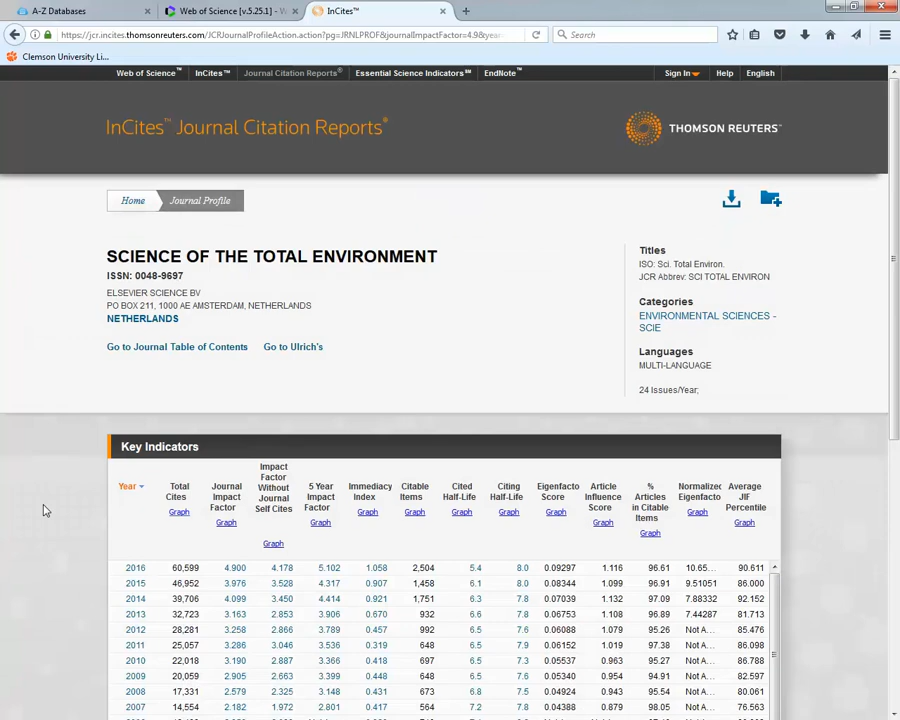 A-Z Databases
Web of Science [v.5.25.1] - W
InCites™
https://jcr.incites.thomsonreuters.com/JCRJournalProfileAction.action?pg=JRNLPROF&journalImpactFactor=4.9&year
Search
Clemson University Li...
Web of Science™ InCites™ Journal Citation Reports® Essential Science Indicators℠ EndNote™ Sign In Help English
InCites™ Journal Citation Reports®
THOMSON REUTERS™
Home Journal Profile
SCIENCE OF THE TOTAL ENVIRONMENT
ISSN: 0048-9697
ELSEVIER SCIENCE BV
PO BOX 211, 1000 AE AMSTERDAM, NETHERLANDS
NETHERLANDS
Go to Journal Table of Contents Go to Ulrich's
Titles
ISO: Sci. Total Environ.
JCR Abbrev: SCI TOTAL ENVIRON
Categories
ENVIRONMENTAL SCIENCES -
SCIE
Languages
MULTI-LANGUAGE
24 Issues/Year;
Key Indicators
Year
Total
Cites
Graph
Journal
Impact
Factor
Graph
Impact
Factor
Without
Journal
Self Cites
Graph
5 Year
Impact
Factor
Graph
Immediacy
Index
Graph
Citable
Items
Graph
Cited
Half-Life
Graph
Citing
Half-Life
Graph
Eigenfacto
Score
Graph
Article
Influence
Score
Graph
%
Articles
in Citable
Items
Graph
Normalized
Eigenfacto
Graph
Average
JIF
Percentile
Graph
2016 60,599 4.900 4.178 5.102 1.058 2,504 5.4 8.0 0.09297 1.116 96.61 10.65... 90.611
2015 46,952 3.976 3.528 4.317 0.907 1,458 6.1 8.0 0.08344 1.099 96.91 9.51051 86.000
2014 39,706 4.099 3.450 4.414 0.921 1,751 6.3 7.8 0.07039 1.132 97.09 7.88332 92.152
2013 32,723 3.163 2.853 3.906 0.670 932 6.6 7.8 0.06753 1.108 96.89 7.44287 81.713
2012 28,281 3.258 2.866 3.789 0.457 992 6.5 7.6 0.06088 1.079 95.26 Not A... 85.476
2011 25,057 3.286 3.046 3.536 0.319 648 6.5 7.9 0.06152 1.019 97.38 Not A... 86.098
2010 22,018 3.190 2.887 3.366 0.418 697 6.5 7.3 0.05537 0.963 95.27 Not A... 86.788
2009 20,059 2.905 2.663 3.399 0.448 648 6.5 7.6 0.05340 0.954 94.91 Not A... 82.597
2008 17,331 2.579 2.325 3.148 0.431 673 6.8 7.5 0.04924 0.943 95.54 Not A... 80.061
2007 14,554 2.182 1.972 2.801 0.417 564 7.2 7.8 0.04403 0.879 98.05 Not A... 76.563